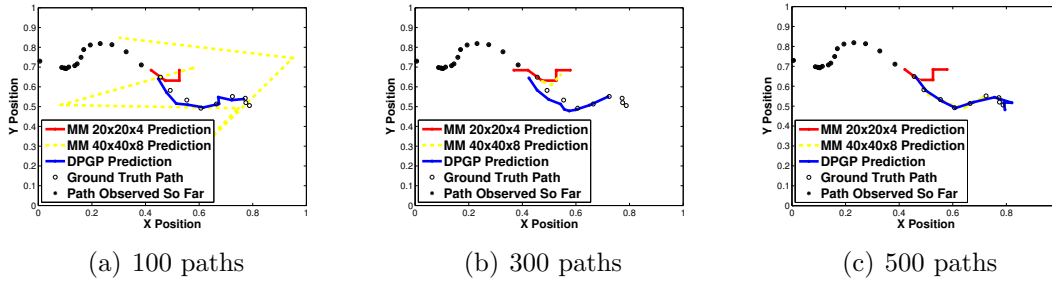 1
0.9
0.8
0.7
0.6
0.5
0.4
0.3
0.2
0.1
0
Y Position
MM 20x20x4 Prediction
MM 40x40x8 Prediction
DPGP Prediction
Ground Truth Path
Path Observed So Far
0 0.2 0.4 0.6 0.8 1
X Position
(a) 100 paths
1
0.9
0.8
0.7
0.6
0.5
0.4
0.3
0.2
0.1
0
Y Position
MM 20x20x4 Prediction
MM 40x40x8 Prediction
DPGP Prediction
Ground Truth Path
Path Observed So Far
0 0.2 0.4 0.6 0.8 1
X Position
(b) 300 paths
1
0.9
0.8
0.7
0.6
0.5
0.4
0.3
0.2
0.1
0
Y Position
MM 20x20x4 Prediction
MM 40x40x8 Prediction
DPGP Prediction
Ground Truth Path
Path Observed So Far
0 0.2 0.4 0.6 0.8 1
X Position
(c) 500 paths